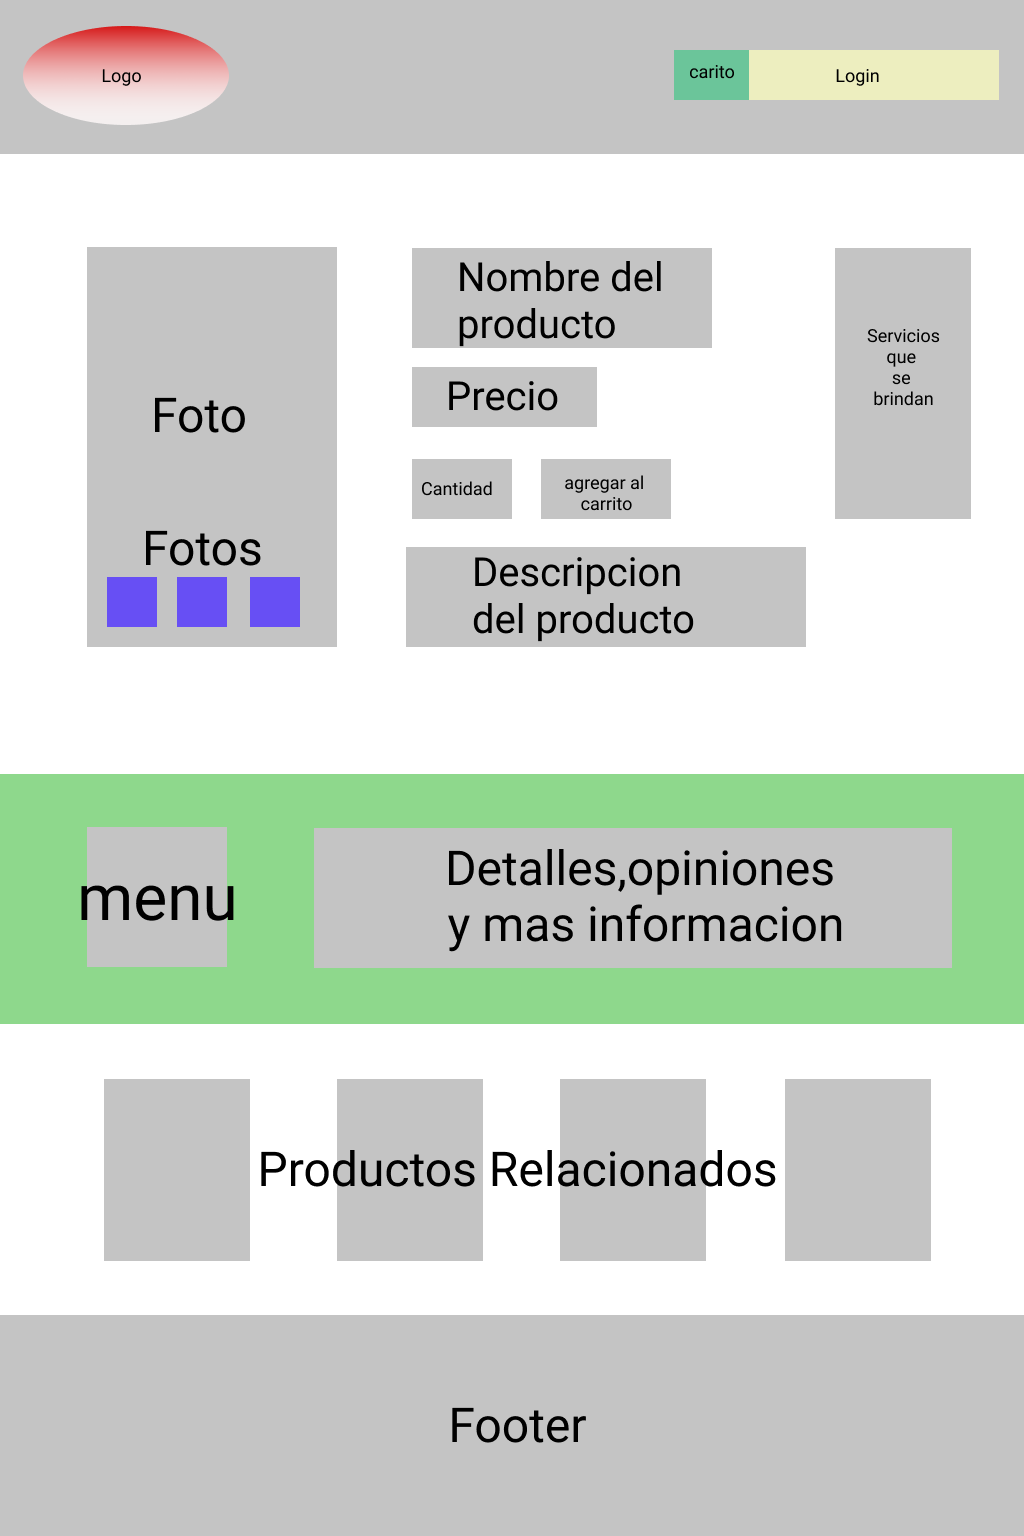 Logo
carito
Login
Foto
Fotos
Nombre del
producto
Precio
Cantidad
agregar al
carrito
Descripcion
del producto
Servicios
que
se
brindan
menu
Detalles,opiniones
y mas informacion
Productos Relacionados
Footer